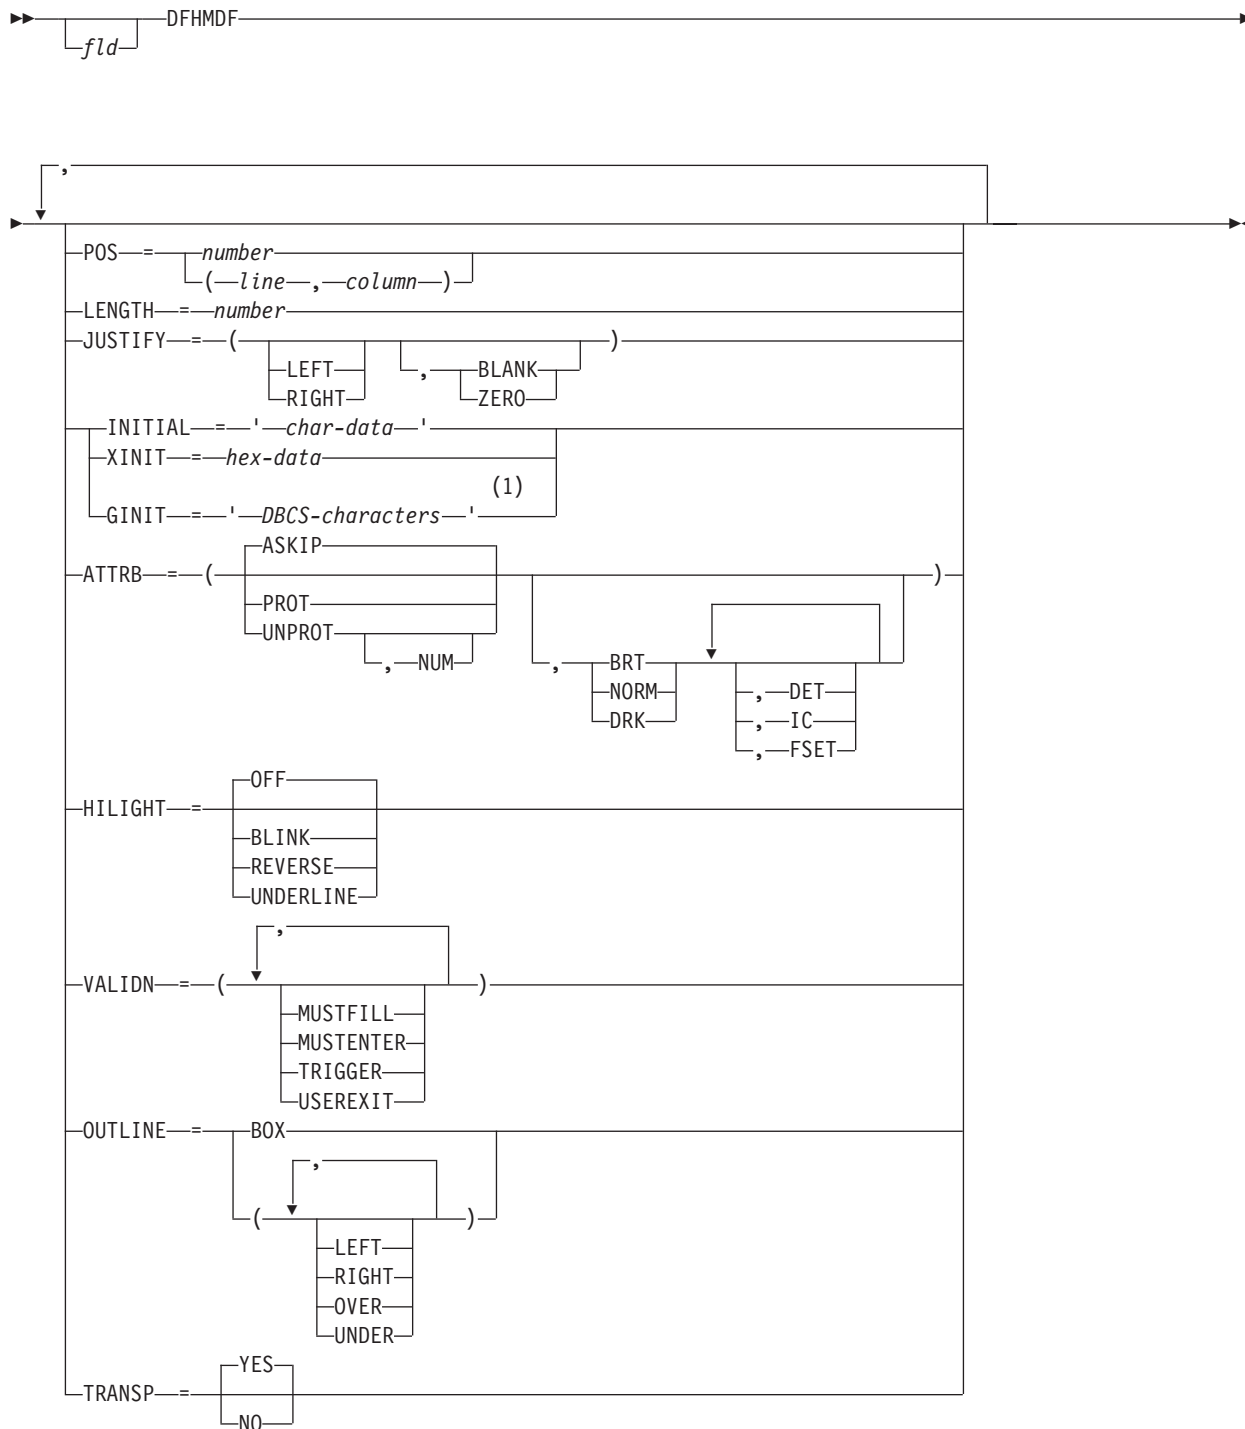 DFHMDF
fld
,
POS = number
( line , column )
LENGTH = number
JUSTIFY = ( )
LEFT , BLANK
RIGHT ZERO
INITIAL = ' char-data '
XINIT = hex-data
(1)
GINIT = ' DBCS-characters '
ASKIP
ATTRB = ( )
PROT
UNPROT
, NUM , BRT
NORM , DET
DRK , IC
, FSET
OFF
HILIGHT =
BLINK
REVERSE
UNDERLINE
,
VALIDN = ( )
MUSTFILL
MUSTENTER
TRIGGER
USEREXIT
OUTLINE = BOX
,
( )
LEFT
RIGHT
OVER
UNDER
YES
TRANSP =
NO